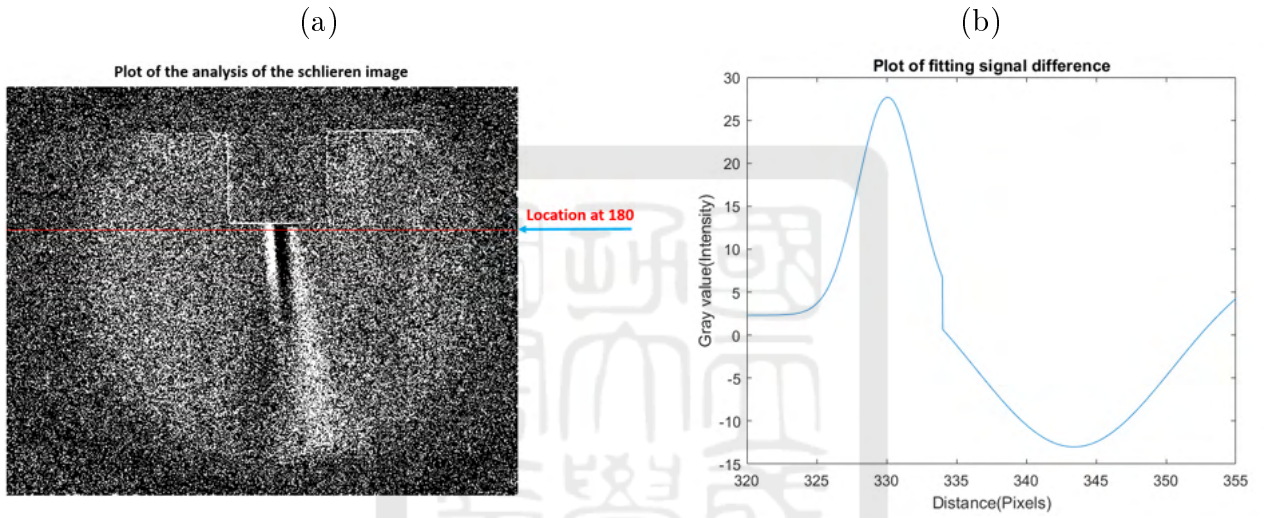 (a)
Plot of the analysis of the schlieren image
Location at 180
(b)
Plot of fitting signal difference
Gray value(Intensity)
30
25
20
15
10
5
0
-5
-10
-15
320 325 330 335 340 345 350 355
Distance(Pixels)